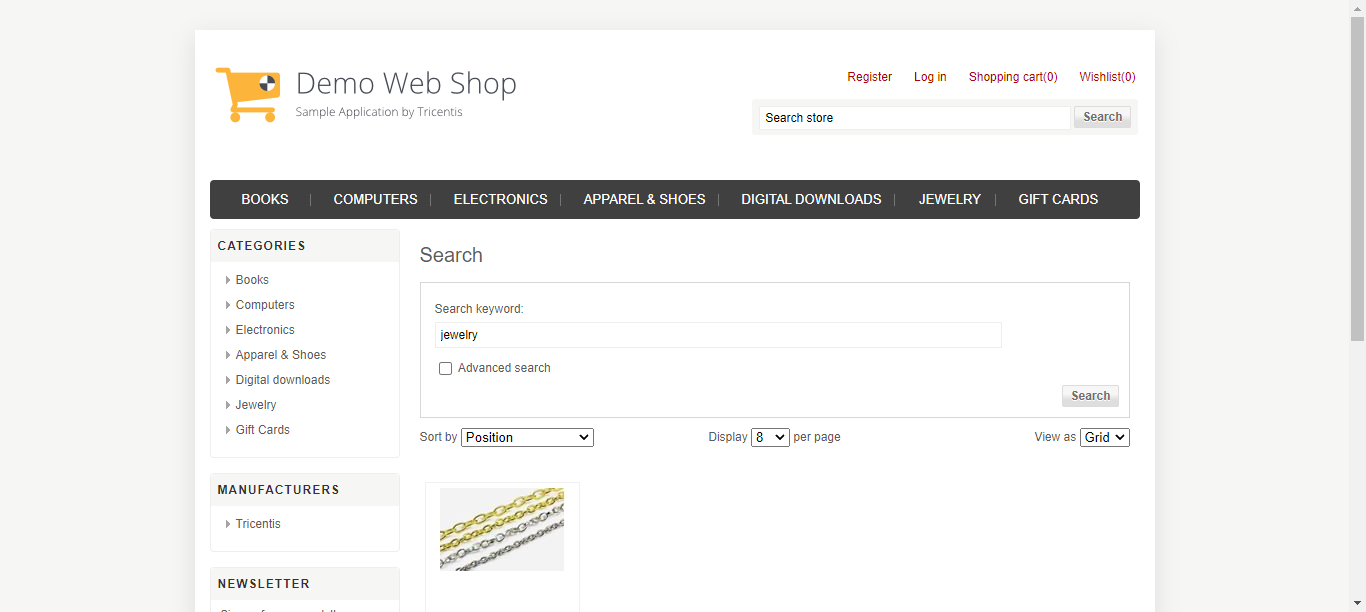 Demo Web Shop
Sample Application by Tricentis
Register Log in Shopping cart(0) Wishlist(0)
Search store Search
BOOKS COMPUTERS ELECTRONICS APPAREL & SHOES DIGITAL DOWNLOADS JEWELRY GIFT CARDS
CATEGORIES
Books
Computers
Electronics
Apparel & Shoes
Digital downloads
Jewelry
Gift Cards
MANUFACTURERS
Tricentis
NEWSLETTER
Search
Search keyword:
jewelry
Advanced search
Search
Sort by Position Display 8 per page View as Grid